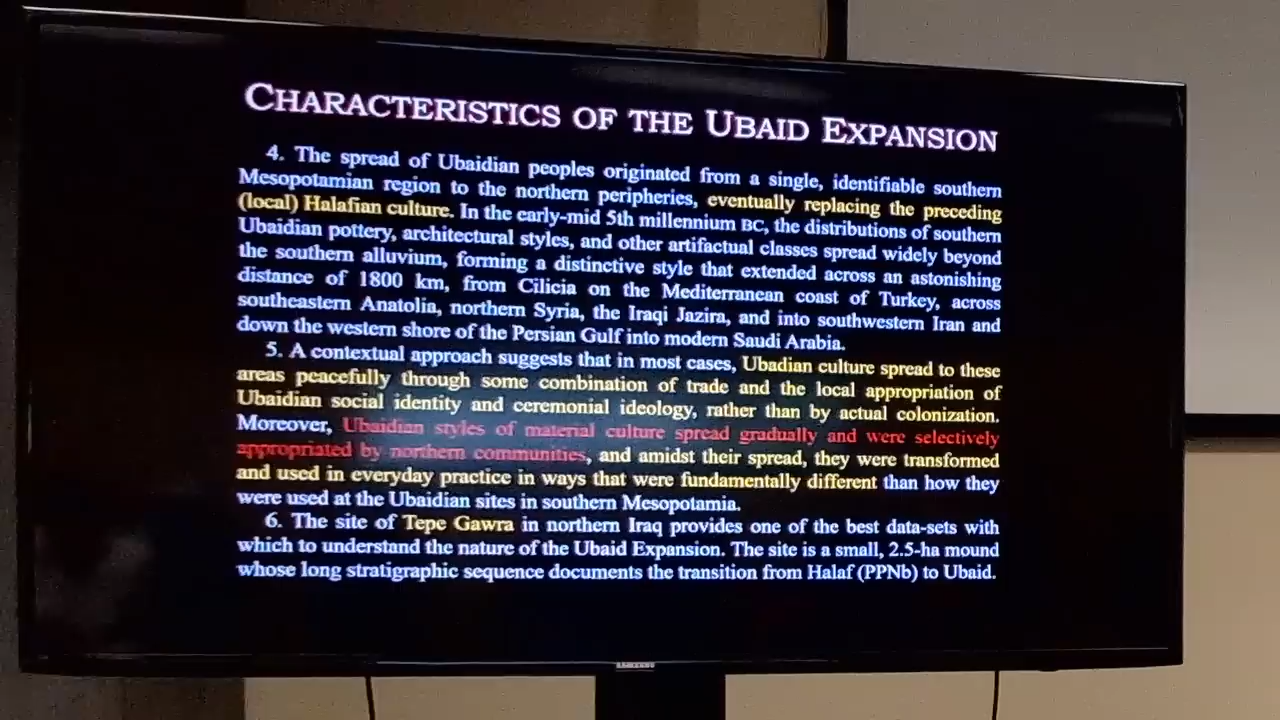 CHARACTERISTICS OF THE UBAID EXPANSION
4. The spread of Ubaidian peoples originated from a single, identifiable southern
Mesopotamian region to the northern peripheries, eventually replacing the preceding
(local) Halafian culture. In the early-mid 5th millennium BC, the distributions of southern
Ubaidian pottery, architectural styles, and other artifactual classes spread widely beyond
the southern alluvium, forming a distinctive style that extended across an astonishing
distance of 1800 km, from Cilicia on the Mediterranean coast of Turkey, across
southeastern Anatolia, northern Syria, the Iraqi Jazira, and into southwestern Iran and
down the western shore of the Persian Gulf into modern Saudi Arabia.
5. A contextual approach suggests that in most cases, Ubadian culture spread to these
areas peacefully through some combination of trade and the local appropriation of
Ubaidian social identity and ceremonial ideology, rather than by actual colonization.
Moreover, Ubaidian styles of material culture spread gradually and were selectively
appropriated by northern communities, and amidst their spread, they were transformed
and used in everyday practice in ways that were fundamentally different than how they
were used at the Ubaidian sites in southern Mesopotamia.
6. The site of Tepe Gawra in northern Iraq provides one of the best data-sets with
which to understand the nature of the Ubaid Expansion. The site is a small, 2.5-ha mound
whose long stratigraphic sequence documents the transition from Halaf (PPNb) to Ubaid.